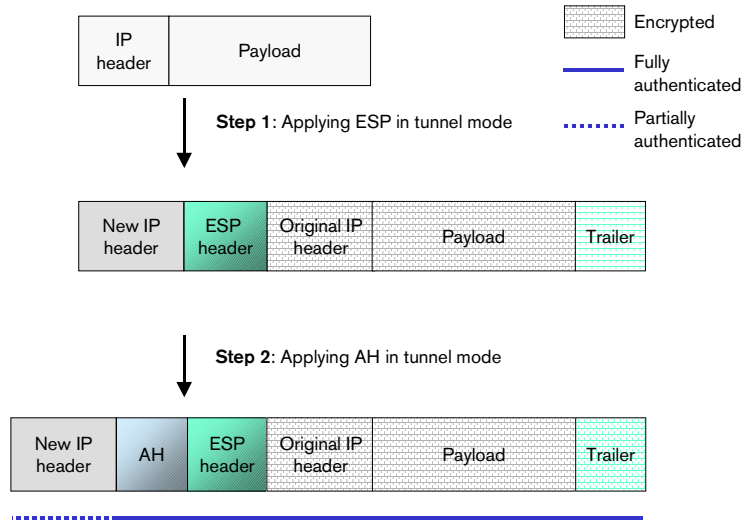 IP
header
Payload
Encrypted
Fully
authenticated
Partially
authenticated
Step 1: Applying ESP in tunnel mode
New IP
header
ESP
header
Original IP
header
Payload
Trailer
Step 2: Applying AH in tunnel mode
New IP
header
AH
ESP
header
Original IP
header
Payload
Trailer